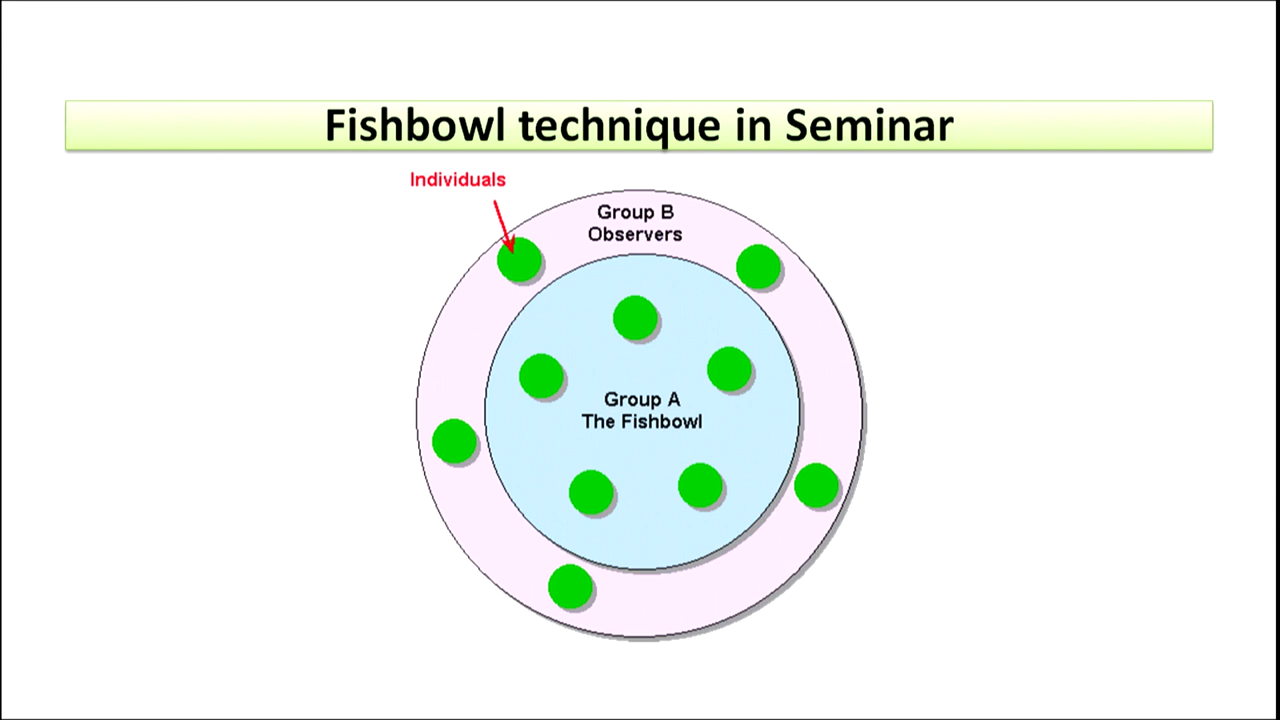 Fishbowl technique in Seminar
Individuals
Group B
Observers
Group A
The Fishbowl